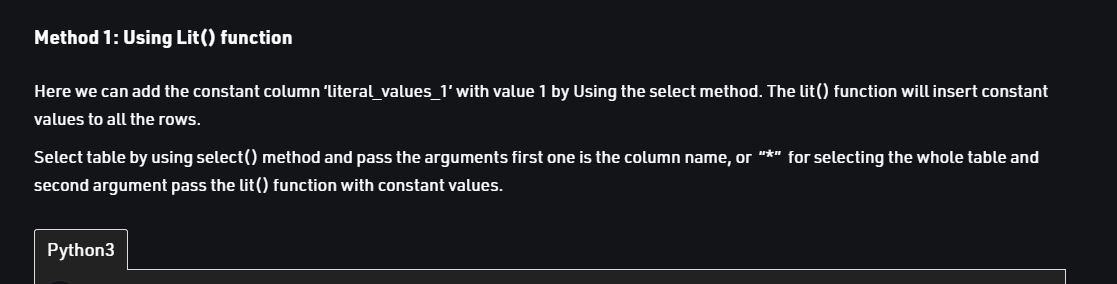 Method 1: Using Lit() function
Here we can add the constant column ‘literal_values_1’ with value 1 by Using the select method. The lit() function will insert constant
values to all the rows.
Select table by using select() method and pass the arguments first one is the column name, or “*” for selecting the whole table and
second argument pass the lit() function with constant values.
Python3